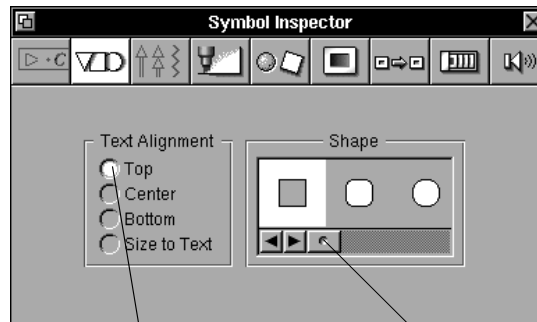 Symbol Inspector
C
Text Alignment
Shape
Top
Center
Bottom
Size to Text